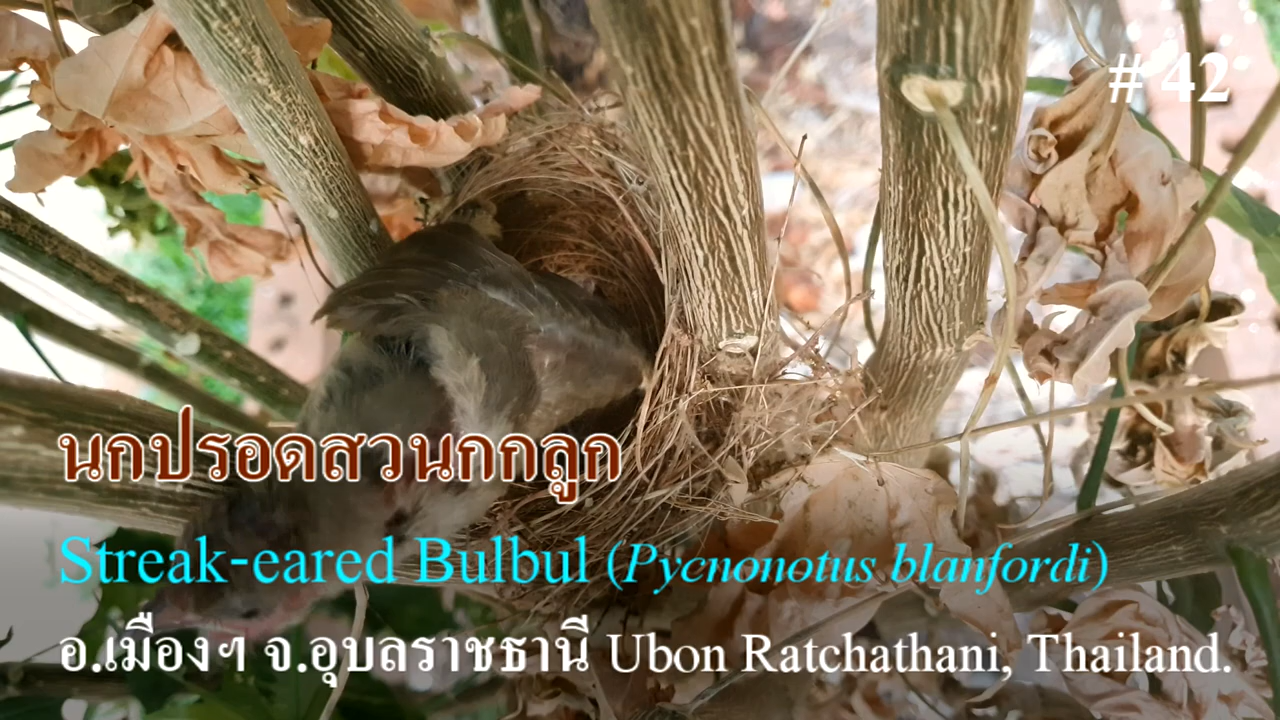 # 42
นกปรอดสวนกกลูก
Streak-eared Bulbul (Pycnonotus blanfordi)
อ.เมืองฯ จ.อุบลราชธานี Ubon Ratchathani, Thailand.